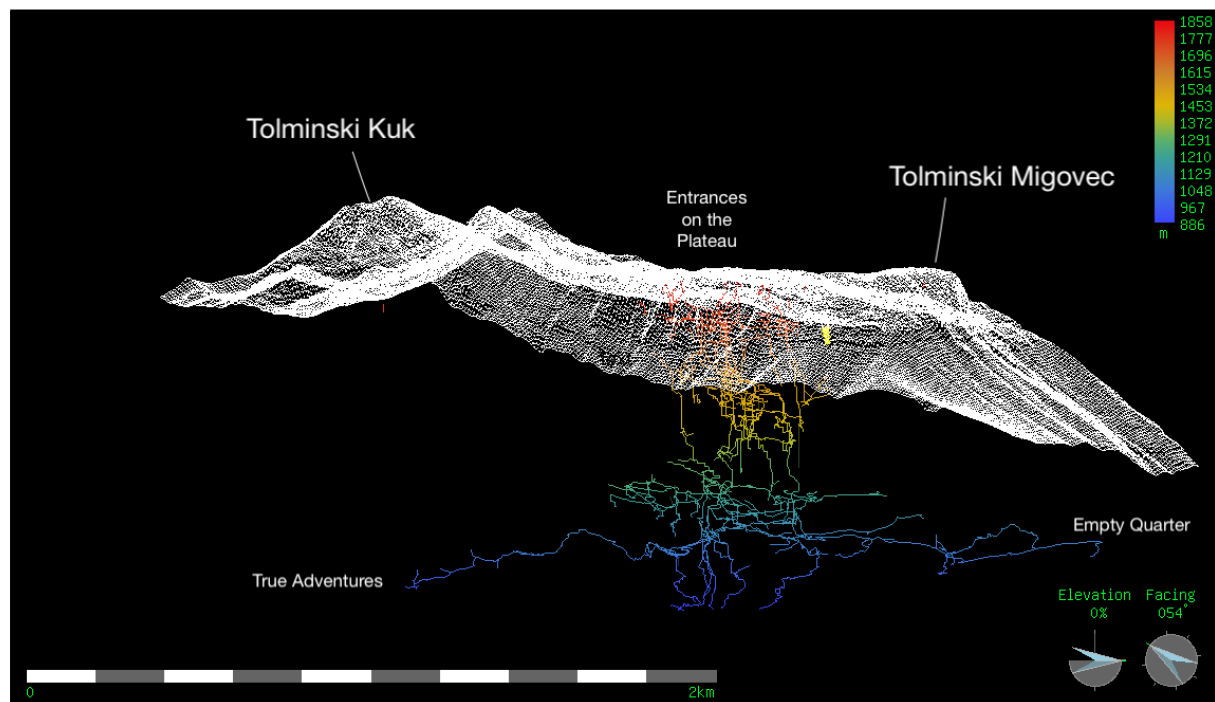 1858
1777
1696
1615
1534
1453
1372
1291
1210
1129
1048
967
886
m
Tolminski Kuk
Tolminski Migovec
Entrances
on the
Plateau
Empty Quarter
True Adventures
Elevation Facing
0% 054°
0 2km